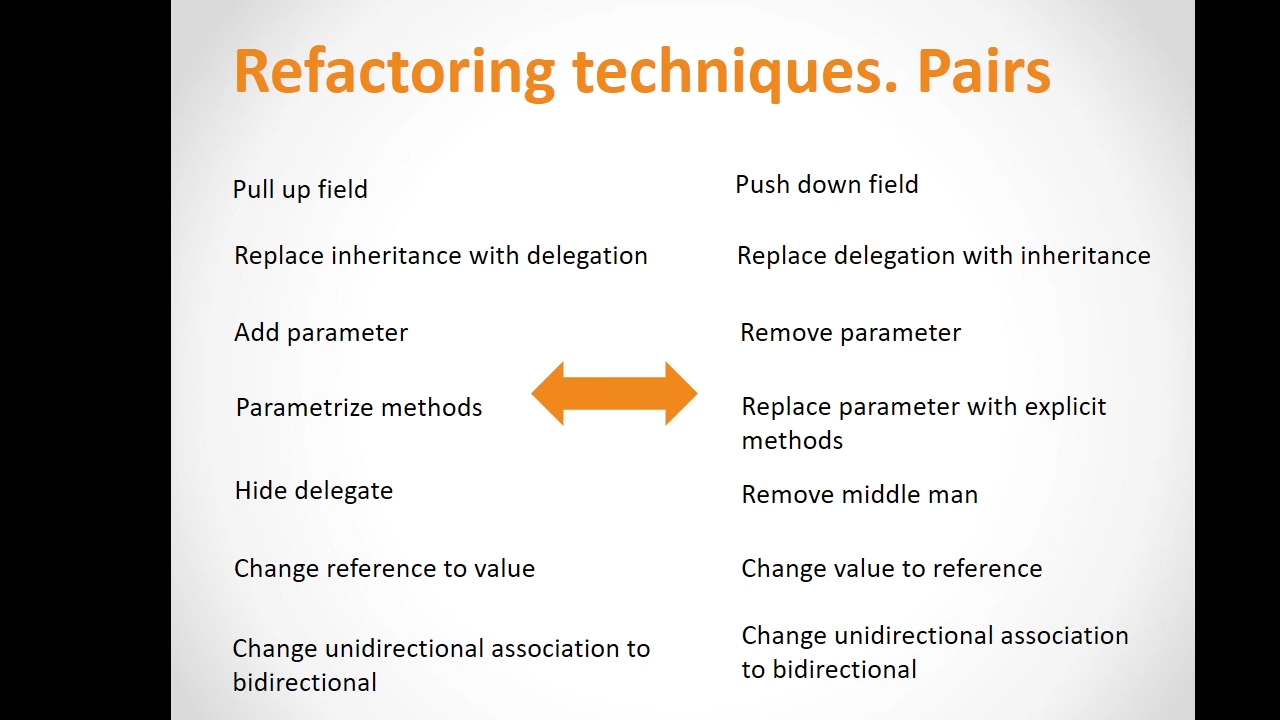 Refactoring techniques. Pairs
Pull up field
Push down field
Replace inheritance with delegation
Replace delegation with inheritance
Add parameter
Remove parameter
Parametrize methods
Replace parameter with explicit
methods
Hide delegate
Remove middle man
Change reference to value
Change value to reference
Change unidirectional association to
bidirectional
Change unidirectional association
to bidirectional